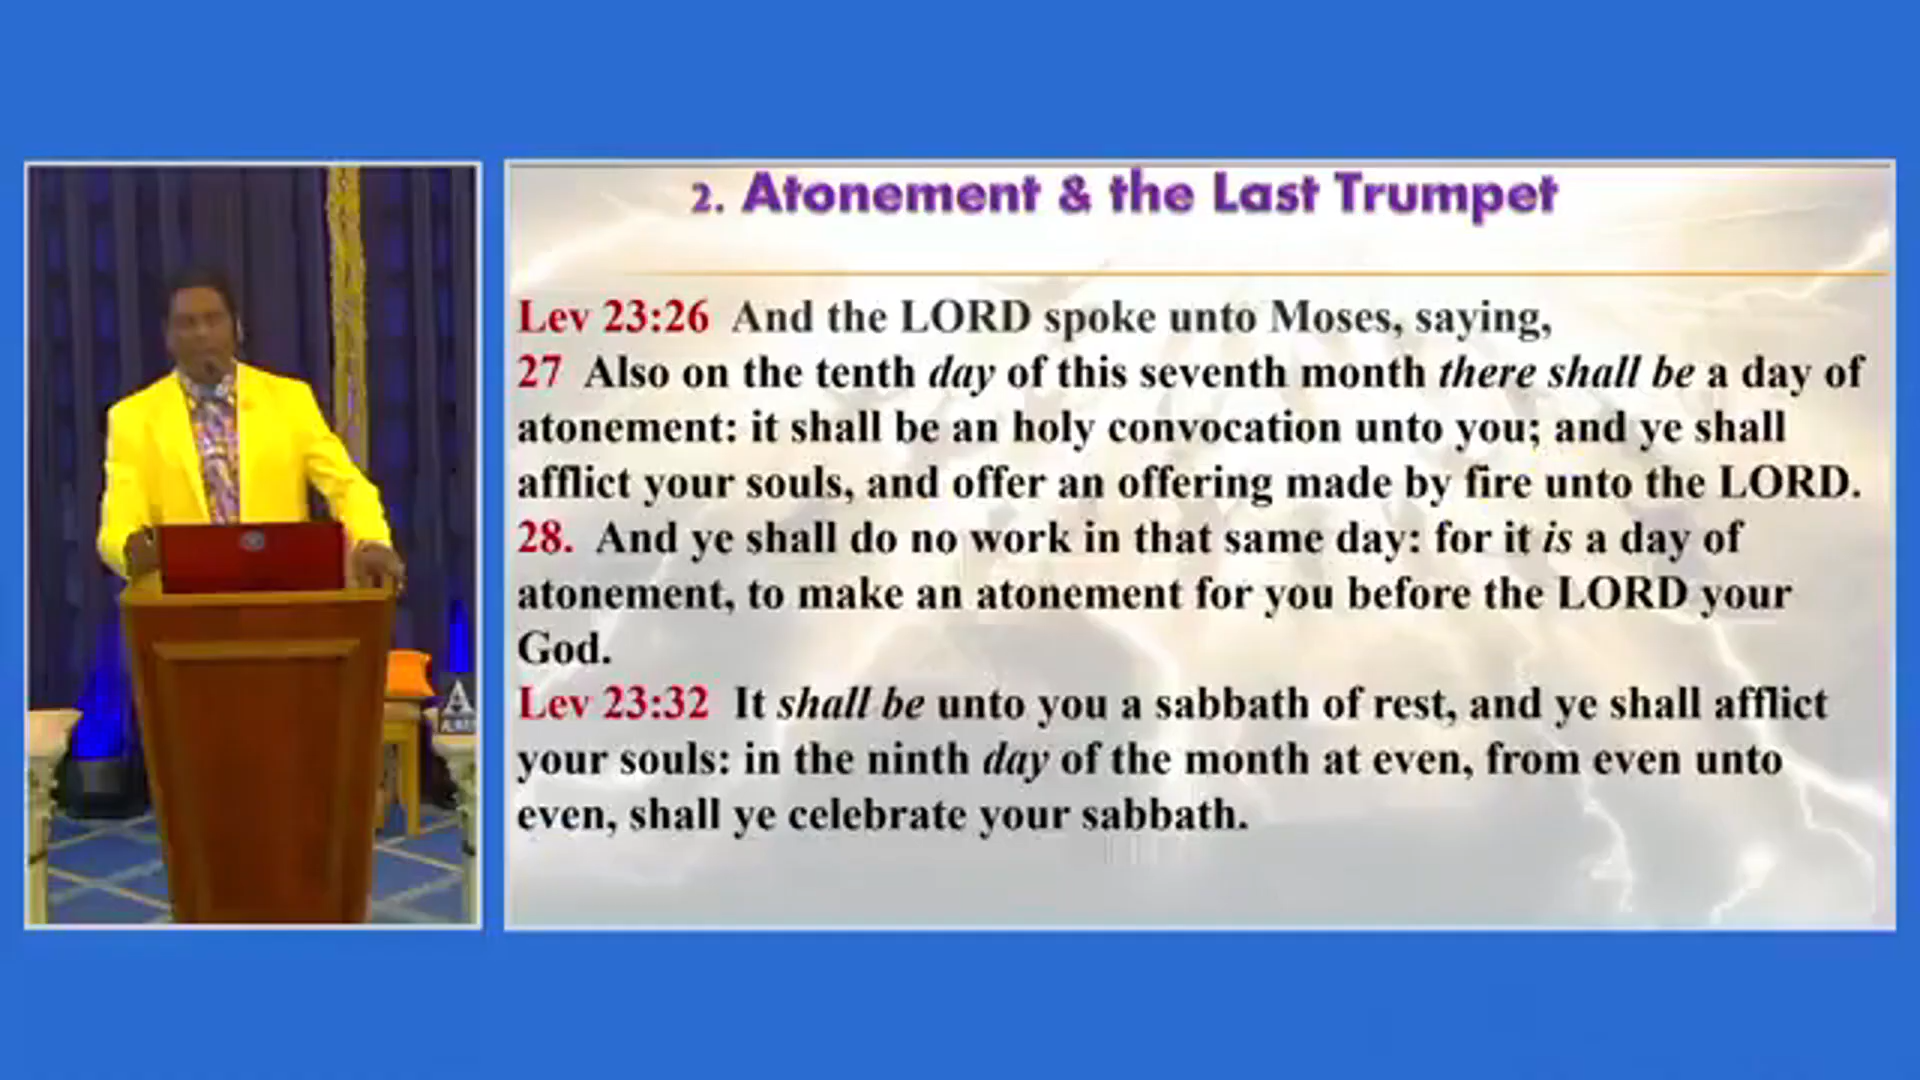 2. Atonement & the Last Trumpet
Lev 23:26 And the LORD spoke unto Moses, saying,
27 Also on the tenth day of this seventh month there shall be a day of
atonement: it shall be an holy convocation unto you; and ye shall
afflict your souls, and offer an offering made by fire unto the LORD.
28. And ye shall do no work in that same day: for it is a day of
atonement, to make an atonement for you before the LORD your
God.
Lev 23:32 It shall be unto you a sabbath of rest, and ye shall afflict
your souls: in the ninth day of the month at even, from even unto
even, shall ye celebrate your sabbath.